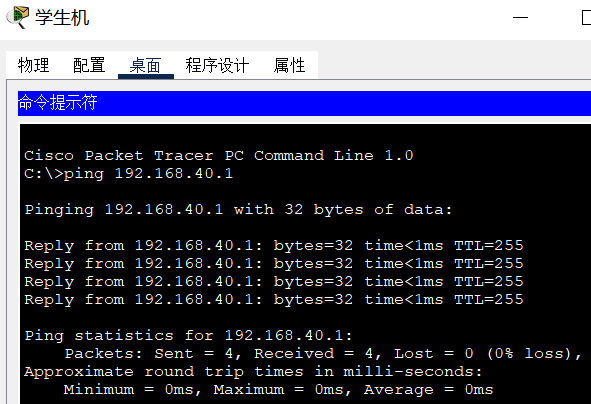 学生机
物理 配置 桌面 程序设计 属性
命令提示符
Cisco Packet Tracer PC Command Line 1.0
C:\>ping 192.168.40.1
Pinging 192.168.40.1 with 32 bytes of data:
Reply from 192.168.40.1: bytes=32 time<1ms TTL=255
Reply from 192.168.40.1: bytes=32 time<1ms TTL=255
Reply from 192.168.40.1: bytes=32 time<1ms TTL=255
Reply from 192.168.40.1: bytes=32 time<1ms TTL=255
Ping statistics for 192.168.40.1:
Packets: Sent = 4, Received = 4, Lost = 0 (0% loss),
Approximate round trip times in milli-seconds:
Minimum = 0ms, Maximum = 0ms, Average = 0ms